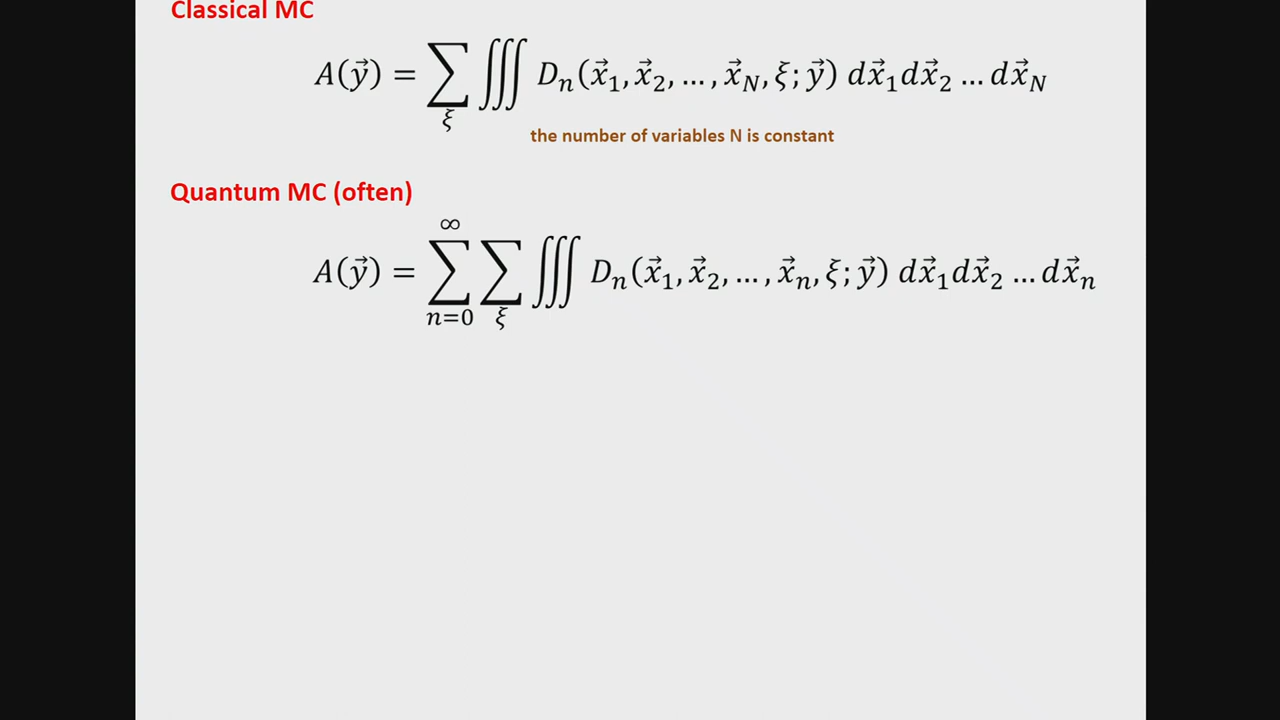 Classical MC
A(y⃗) = ∑_ξ ∭ D_n(x⃗_1, x⃗_2, …, x⃗_N, ξ; y⃗) dx⃗_1 dx⃗_2 … dx⃗_N
the number of variables N is constant
Quantum MC (often)
A(y⃗) = ∑_{n=0}^{∞} ∑_ξ ∭ D_n(x⃗_1, x⃗_2, …, x⃗_n, ξ; y⃗) dx⃗_1 dx⃗_2 … dx⃗_n